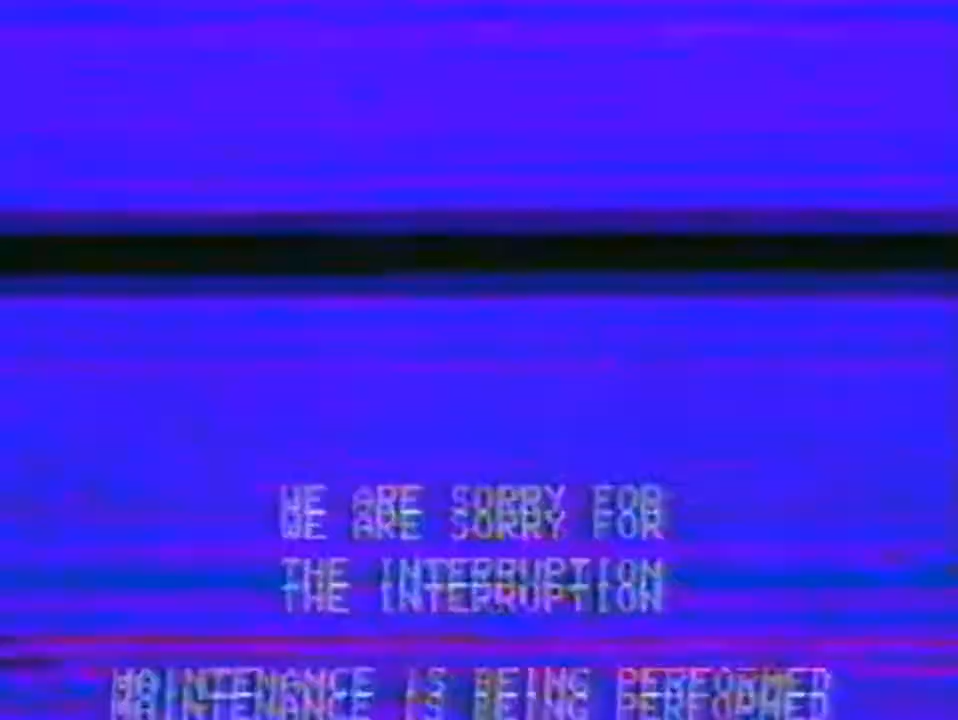 WE ARE SORRY FOR
THE INTERRUPTION
MAINTENANCE IS BEING PERFORMED